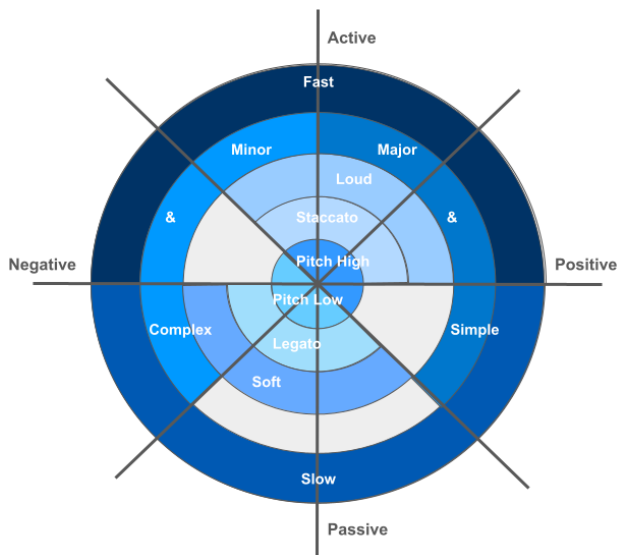 Active
Fast
Minor
Major
Loud
&
Staccato
&
Negative
Pitch High
Positive
Pitch Low
Complex
Simple
Legato
Soft
Slow
Passive